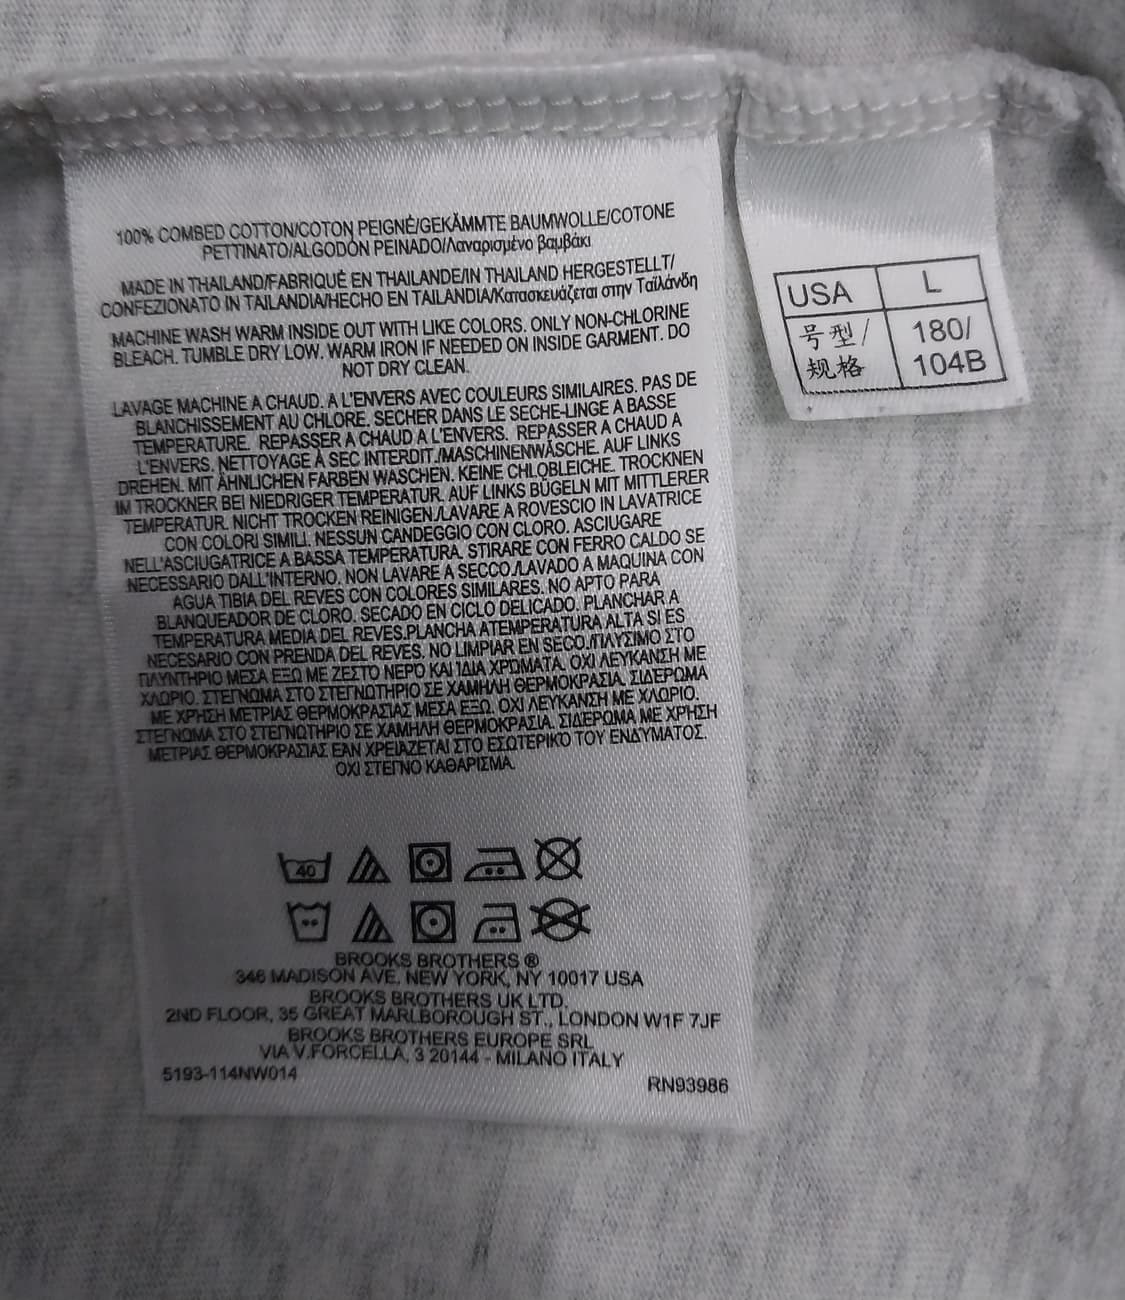 100% COMBED COTTON/COTON PEIGNÉ/GEKÄMMTE BAUMWOLLE/COTONE
PETTINATO/ALGODÓN PEINADO/Λαναρισμένο βαμβάκι
MADE IN THAILAND/FABRIQUÉ EN THAILANDE/IN THAILAND HERGESTELLT/
CONFEZIONATO IN TAILANDIA/HECHO EN TAILANDIA/Κατασκευάζεται στην Ταϊλάνδη
MACHINE WASH WARM INSIDE OUT WITH LIKE COLORS. ONLY NON-CHLORINE
BLEACH. TUMBLE DRY LOW. WARM IRON IF NEEDED ON INSIDE GARMENT. DO
NOT DRY CLEAN.
LAVAGE MACHINE A CHAUD. A L'ENVERS AVEC COULEURS SIMILAIRES. PAS DE
BLANCHISSEMENT AU CHLORE. SECHER DANS LE SECHE-LINGE A BASSE
TEMPERATURE. REPASSER A CHAUD A L'ENVERS. REPASSER A CHAUD A
L'ENVERS. NETTOYAGE À SEC INTERDIT./MASCHINENWÄSCHE. AUF LINKS
DREHEN. MIT ÄHNLICHEN FARBEN WASCHEN. KEINE CHLOBLEICHE. TROCKNEN
IM TROCKNER BEI NIEDRIGER TEMPERATUR. AUF LINKS BÜGELN MIT MITTLERER
TEMPERATUR. NICHT TROCKEN REINIGEN./LAVARE A ROVESCIO IN LAVATRICE
CON COLORI SIMILI. NESSUN CANDEGGIO CON CLORO. ASCIUGARE
NELL'ASCIUGATRICE A BASSA TEMPERATURA. STIRARE CON FERRO CALDO SE
NECESSARIO DALL'INTERNO. NON LAVARE A SECCO./LAVADO A MAQUINA CON
AGUA TIBIA DEL REVES CON COLORES SIMILARES. NO APTO PARA
BLANQUEADOR DE CLORO. SECADO EN CICLO DELICADO. PLANCHAR A
TEMPERATURA MEDIA DEL REVES.PLANCHA ATEMPERATURA ALTA SI ES
NECESARIO CON PRENDA DEL REVES. NO LIMPIAR EN SECO./ΠΛΥΣΙΜΟ ΣΤΟ
ΠΛΥΝΤΗΡΙΟ ΜΕΣΑ ΕΞΩ ΜΕ ΖΕΣΤΟ ΝΕΡΟ ΚΑΙ ΊΔΙΑ ΧΡΩΜΑΤΑ. ΟΧΙ ΛΕΥΚΑΝΣΗ ΜΕ
ΧΛΩΡΙΟ. ΣΤΕΓΝΩΜΑ ΣΤΟ ΣΤΕΓΝΩΤΗΡΙΟ ΣΕ ΧΑΜΗΛΗ ΘΕΡΜΟΚΡΑΣΙΑ. ΣΙΔΕΡΩΜΑ
ΜΕ ΧΡΗΣΗ ΜΕΤΡΙΑΣ ΘΕΡΜΟΚΡΑΣΙΑΣ ΜΕΣΑ ΕΞΩ. ΟΧΙ ΛΕΥΚΑΝΣΗ ΜΕ ΧΛΩΡΙΟ.
ΣΤΕΓΝΩΜΑ ΣΤΟ ΣΤΕΓΝΩΤΗΡΙΟ ΣΕ ΧΑΜΗΛΗ ΘΕΡΜΟΚΡΑΣΙΑ. ΣΙΔΕΡΩΜΑ ΜΕ ΧΡΗΣΗ
ΜΕΤΡΙΑΣ ΘΕΡΜΟΚΡΑΣΙΑΣ ΕΑΝ ΧΡΕΙΑΖΕΤΑΙ ΣΤΟ ΕΣΩΤΕΡΙΚΟ ΤΟΥ ΕΝΔΥΜΑΤΟΣ.
ΟΧΙ ΣΤΕΓΝΟ ΚΑΘΑΡΙΣΜΑ.
40
BROOKS BROTHERS ®
346 MADISON AVE, NEW YORK, NY 10017 USA
BROOKS BROTHERS UK LTD.
2ND FLOOR, 35 GREAT MARLBOROUGH ST., LONDON W1F 7JF
BROOKS BROTHERS EUROPE SRL
VIA V.FORCELLA, 3 20144 - MILANO ITALY
5193-114NW014
RN93986
USA L
号型/ 180/
规格 104B